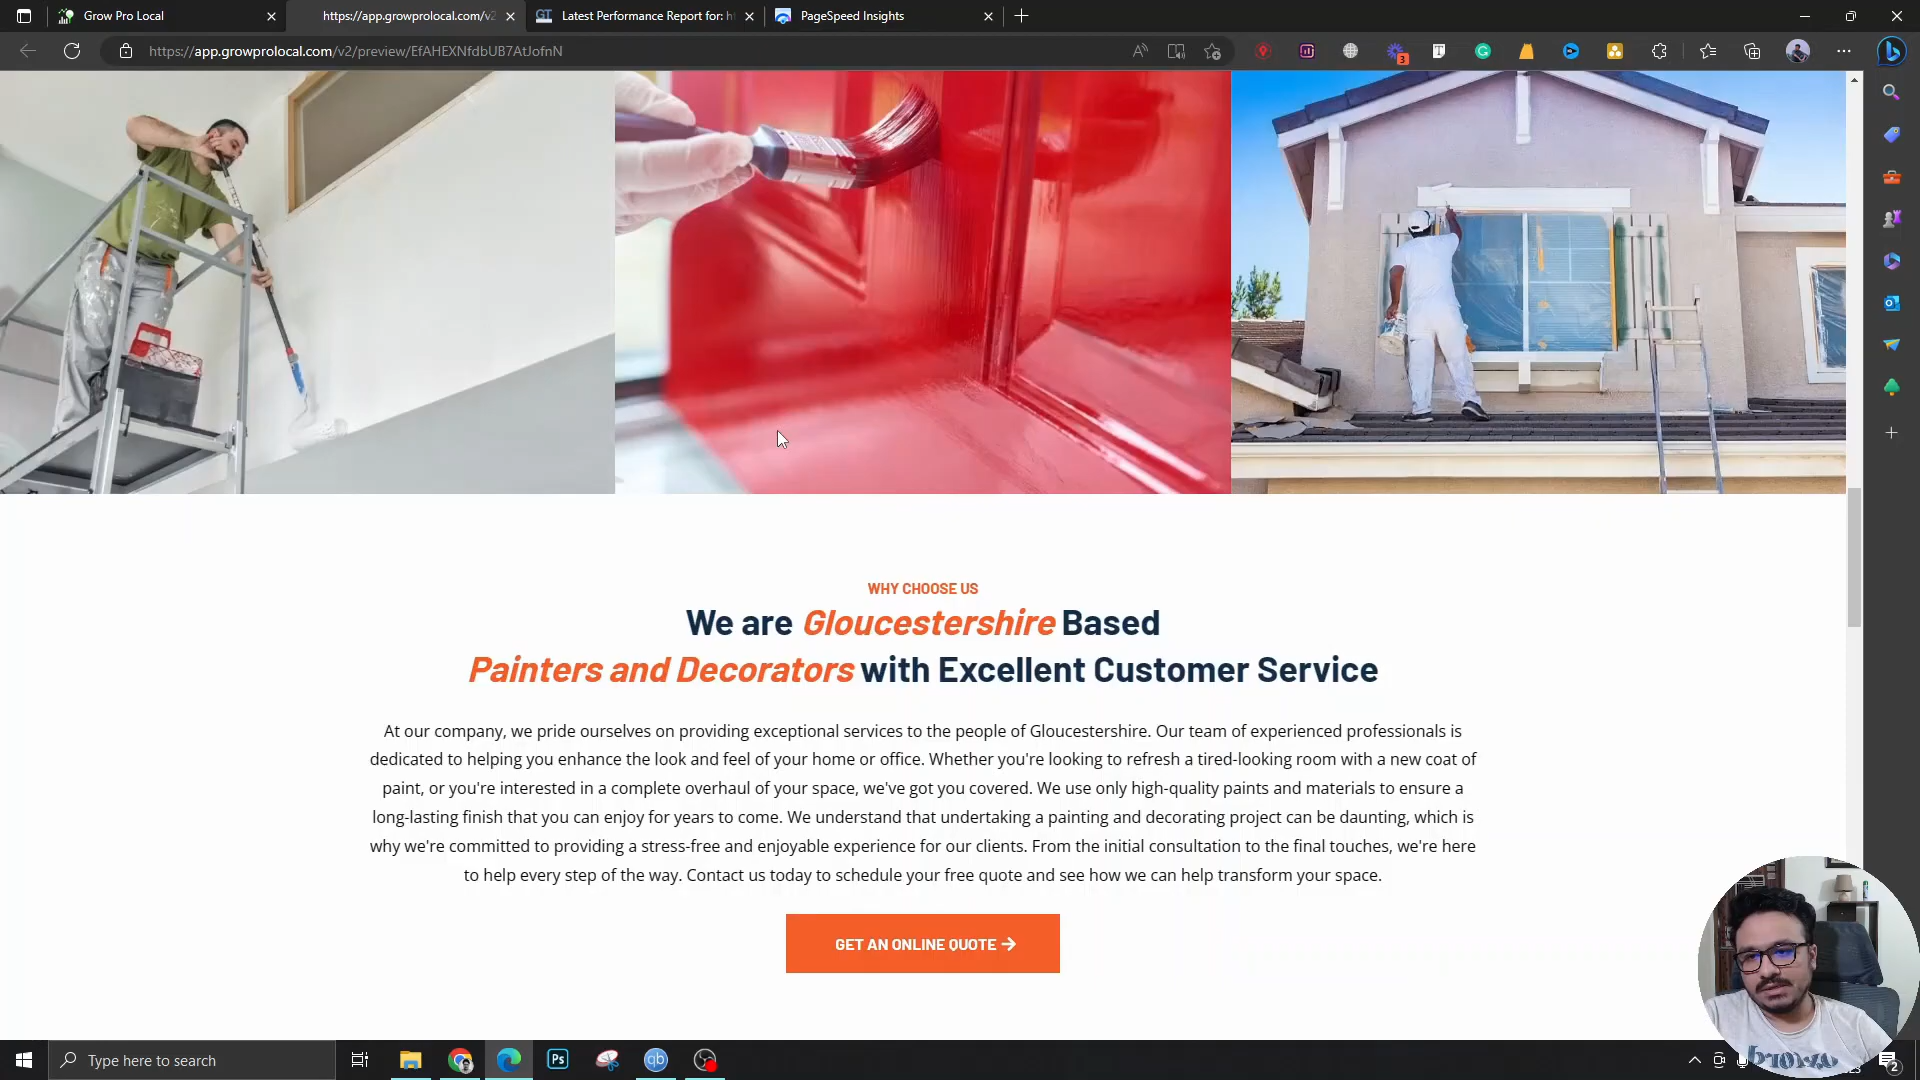 Grow Pro Local
https://app.growprolocal.com/v2
GT
Latest Performance Report for: ht
PageSpeed Insights
https://app.growprolocal.com/v2/preview/EfAHEXNfdbUB7AtJofnN
3
WHY CHOOSE US
We are Gloucestershire Based
Painters and Decorators with Excellent Customer Service
At our company, we pride ourselves on providing exceptional services to the people of Gloucestershire. Our team of experienced professionals is
dedicated to helping you enhance the look and feel of your home or office. Whether you're looking to refresh a tired-looking room with a new coat of
paint, or you're interested in a complete overhaul of your space, we've got you covered. We use only high-quality paints and materials to ensure a
long-lasting finish that you can enjoy for years to come. We understand that undertaking a painting and decorating project can be daunting, which is
why we're committed to providing a stress-free and enjoyable experience for our clients. From the initial consultation to the final touches, we're here
to help every step of the way. Contact us today to schedule your free quote and see how we can help transform your space.
GET AN ONLINE QUOTE
Type here to search
Ps
qb
2